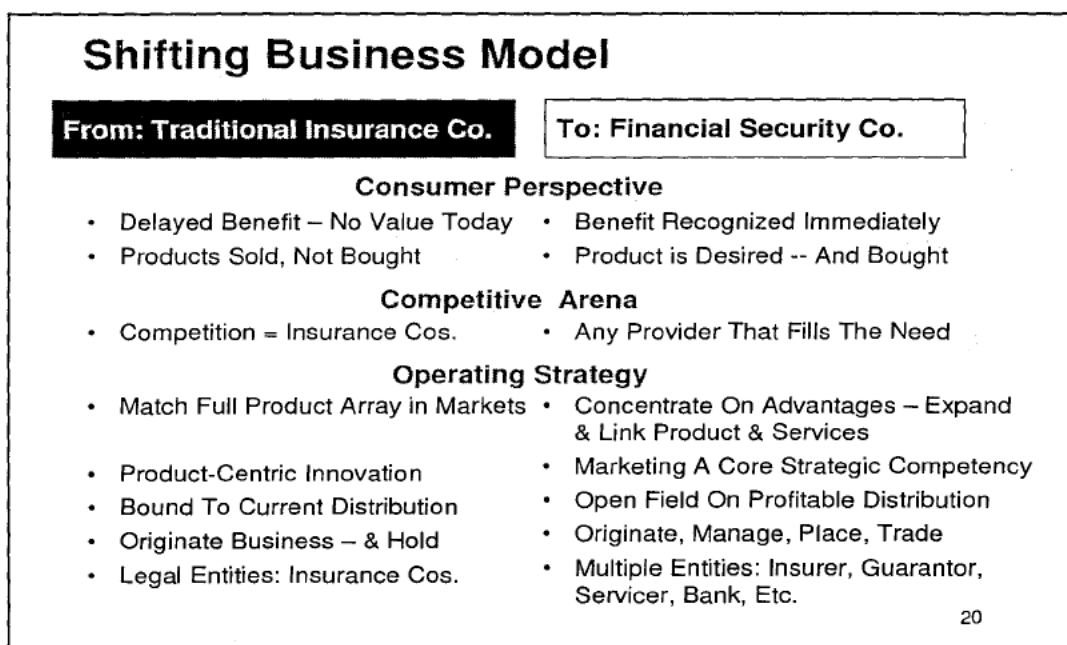 Shifting Business Model
From: Traditional Insurance Co.
To: Financial Security Co.
Consumer Perspective
• Delayed Benefit – No Value Today
• Benefit Recognized Immediately
• Products Sold, Not Bought
• Product is Desired -- And Bought
Competitive Arena
• Competition = Insurance Cos.
• Any Provider That Fills The Need
Operating Strategy
• Match Full Product Array in Markets
• Concentrate On Advantages – Expand
& Link Product & Services
• Product-Centric Innovation
• Marketing A Core Strategic Competency
• Bound To Current Distribution
• Open Field On Profitable Distribution
• Originate Business – & Hold
• Originate, Manage, Place, Trade
• Legal Entities: Insurance Cos.
• Multiple Entities: Insurer, Guarantor,
Servicer, Bank, Etc.
20